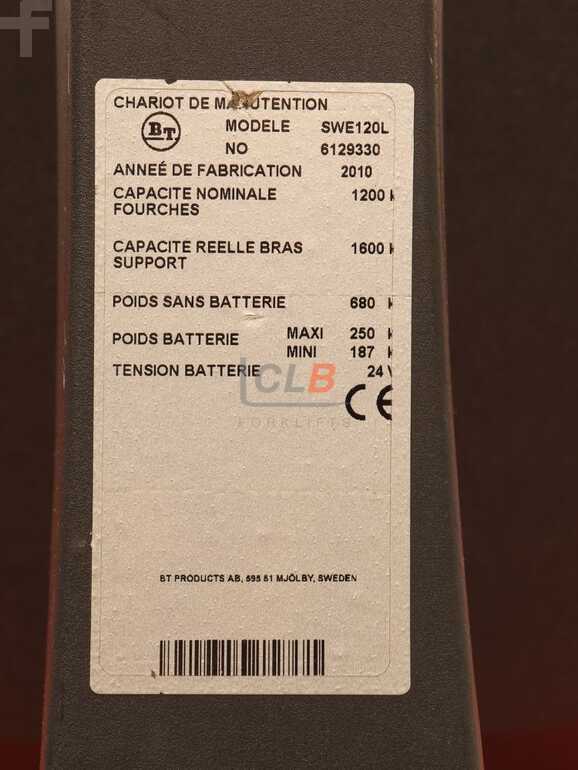 CHARIOT DE MANUTENTION
BT MODELE SWE120L
NO 6129330
ANNEÉ DE FABRICATION 2010
CAPACITE NOMINALE 1200 k
FOURCHES
CAPACITE REELLE BRAS 1600 k
SUPPORT
POIDS SANS BATTERIE 680 k
POIDS BATTERIE MAXI 250 k
MINI 187 k
TENSION BATTERIE 24 V
CLB
FORKLIFTS
CE
BT PRODUCTS AB, 595 81 MJÖLBY, SWEDEN